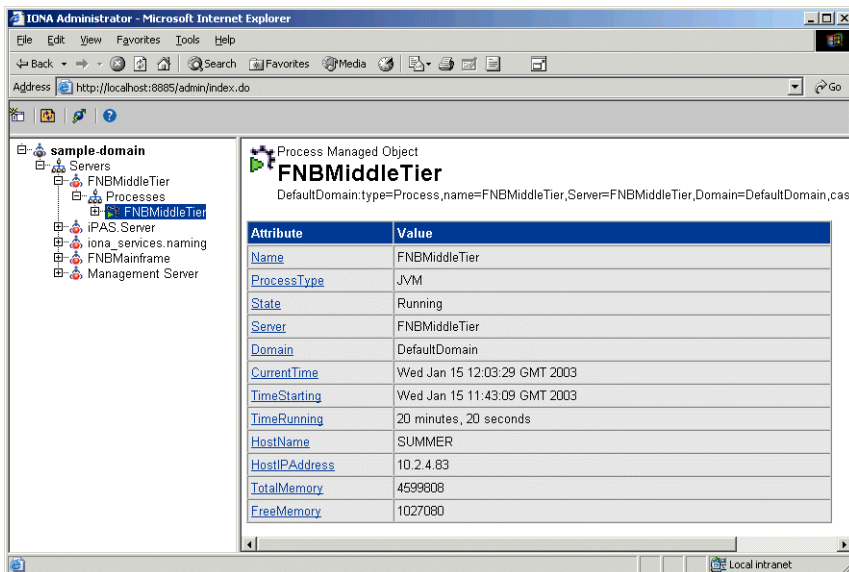 IONA Administrator - Microsoft Internet Explorer
File Edit View Favorites Tools Help
Back Search Favorites Media
Address http://localhost:8885/admin/index.do Go
sample-domain
Servers
FNBMiddleTier
Processes
FNBMiddleTier
iPAS.Server
iona_services.naming
FNBMainframe
Management Server
Process Managed Object
FNBMiddleTier
DefaultDomain:type=Process,name=FNBMiddleTier,Server=FNBMiddleTier,Domain=DefaultDomain,cas
Attribute Value
Name FNBMiddleTier
ProcessType JVM
State Running
Server FNBMiddleTier
Domain DefaultDomain
CurrentTime Wed Jan 15 12:03:29 GMT 2003
TimeStarting Wed Jan 15 11:43:09 GMT 2003
TimeRunning 20 minutes, 20 seconds
HostName SUMMER
HostIPAddress 10.2.4.83
TotalMemory 4599808
FreeMemory 1027080
Local intranet